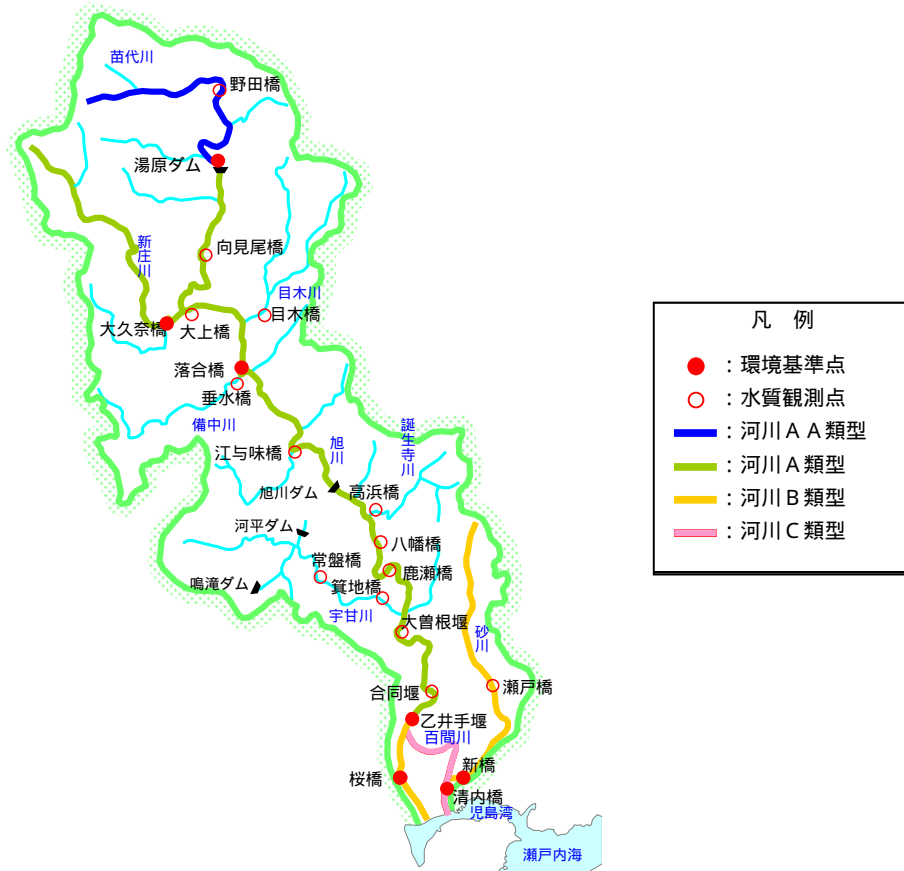 苗代川
野田橋
湯原ダム
新庄川
向見尾橋
目木川
大久奈橋
大上橋
目木橋
落合橋
垂水橋
備中川
江与味橋
旭川
誕生寺川
旭川ダム
高浜橋
河平ダム
八幡橋
常盤橋
鹿瀬橋
鳴滝ダム
箕地橋
宇甘川
大曽根堰
砂川
合同堰
瀬戸橋
乙井手堰
百間川
新橋
桜橋
清内橋
児島湾
瀬戸内海
凡 例
：環境基準点
：水質観測点
：河川ＡＡ類型
：河川Ａ類型
：河川Ｂ類型
：河川Ｃ類型